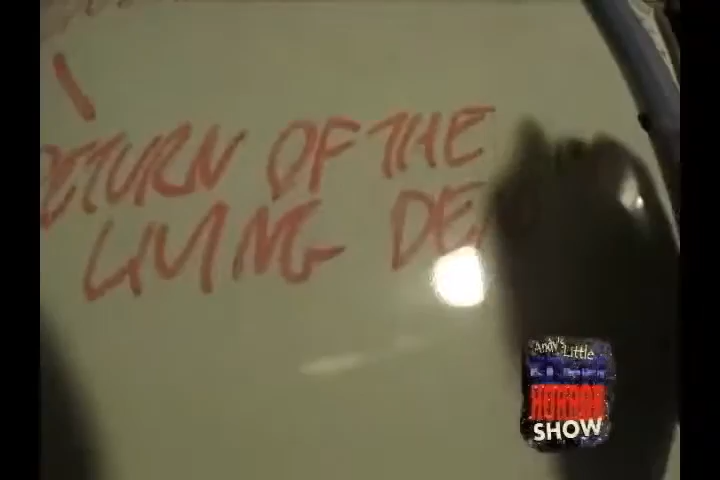 ETURN OF THE
LIVING DE
Andy's Little
HORROR
SHOW